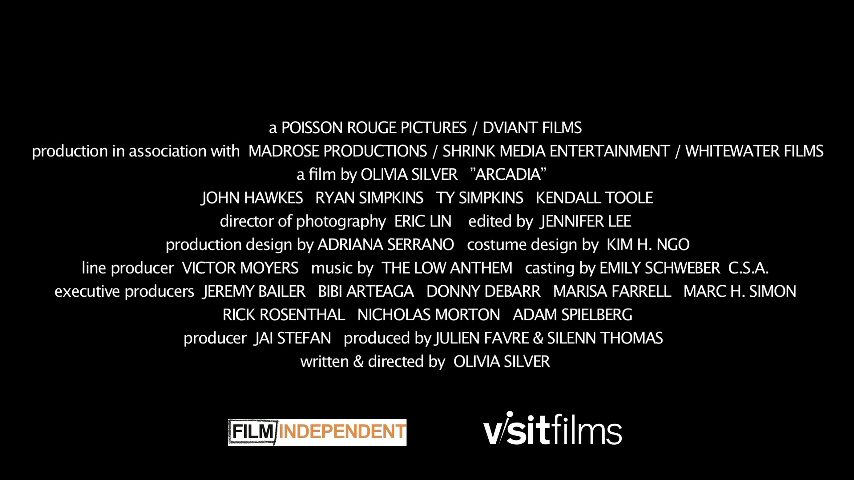 a POISSON ROUGE PICTURES / DVIANT FILMS
production in association with MADROSE PRODUCTIONS / SHRINK MEDIA ENTERTAINMENT / WHITEWATER FILMS
a film by OLIVIA SILVER "ARCADIA"
JOHN HAWKES RYAN SIMPKINS TY SIMPKINS KENDALL TOOLE
director of photography ERIC LIN edited by JENNIFER LEE
production design by ADRIANA SERRANO costume design by KIM H. NGO
line producer VICTOR MOYERS music by THE LOW ANTHEM casting by EMILY SCHWEBER C.S.A.
executive producers JEREMY BAILER BIBI ARTEAGA DONNY DEBARR MARISA FARRELL MARC H. SIMON
RICK ROSENTHAL NICHOLAS MORTON ADAM SPIELBERG
producer JAI STEFAN produced by JULIEN FAVRE & SILENN THOMAS
written & directed by OLIVIA SILVER
FILM INDEPENDENT visitfilms